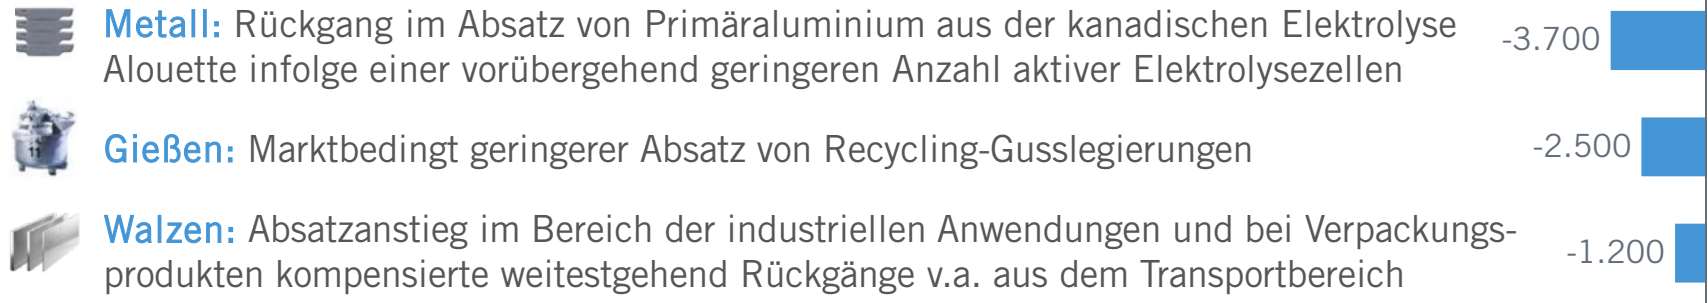 Metall: Rückgang im Absatz von Primäraluminium aus der kanadischen Elektrolyse
Alouette infolge einer vorübergehend geringeren Anzahl aktiver Elektrolysezellen
-3.700
11
Gießen: Marktbedingt geringerer Absatz von Recycling-Gusslegierungen
-2.500
Walzen: Absatzanstieg im Bereich der industriellen Anwendungen und bei Verpackungs-
produkten kompensierte weitestgehend Rückgänge v.a. aus dem Transportbereich
-1.200